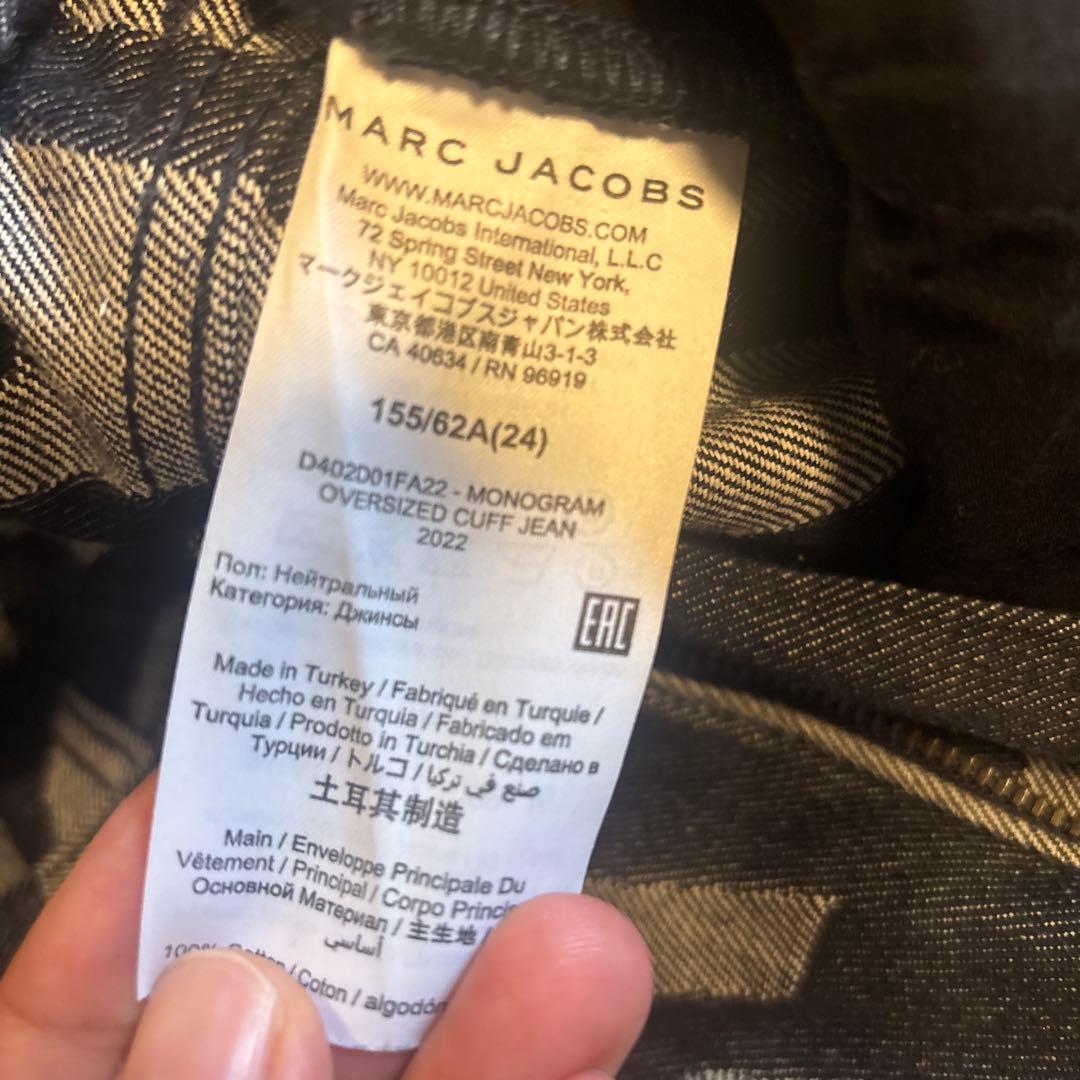 MARC JACOBS
WWW.MARCJACOBS.COM
Marc Jacobs International, L.L.C
72 Spring Street New York,
NY 10012 United States
マークジェイコブスジャパン株式会社
東京都港区南青山3-1-3
CA 40634 / RN 96919
155/62A(24)
D402D01FA22 - MONOGRAM
OVERSIZED CUFF JEAN
2022
Пол: Нейтральный
Категория: Джинсы
EAC
Made in Turkey / Fabriqué en Turquie /
Hecho en Turquia / Fabricado em
Turquia / Prodotto in Turchia / Сделано в
Турции / トルコ / صنع في تركيا
土耳其制造
Main / Enveloppe Principale Du
Vêtement / Principal / Corpo Princi
Основной Материал / 主生地 /
أساسي
100% Cotton / Coton / algodón